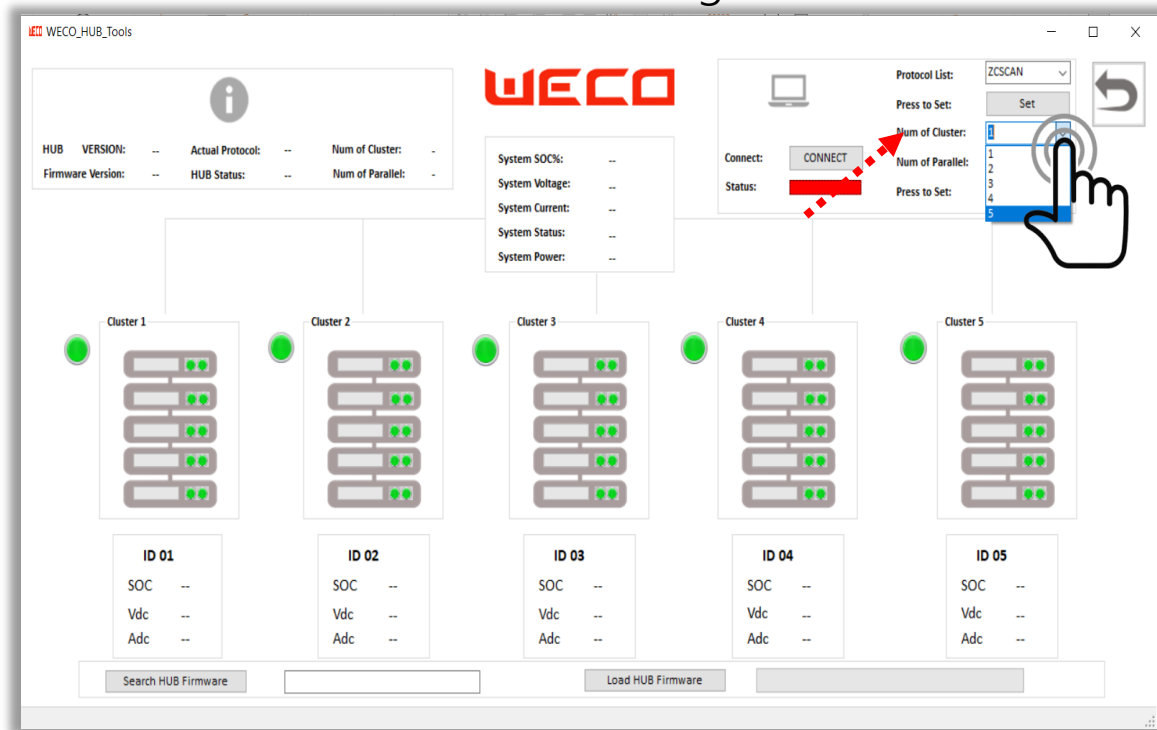 WECO WECO_HUB_Tools
i
WECO
HUB VERSION: -- Actual Protocol: -- Num of Cluster: -
Firmware Version: -- HUB Status: -- Num of Parallel: -
System SOC%: --
System Voltage: --
System Current: --
System Status: --
System Power: --
Connect: CONNECT
Status:
Protocol List: ZCSCAN
Press to Set: Set
Num of Cluster: 1
Num of Parallel:
Press to Set:
1
2
3
4
5
Cluster 1
Cluster 2
Cluster 3
Cluster 4
Cluster 5
ID 01
SOC --
Vdc --
Adc --
ID 02
SOC --
Vdc --
Adc --
ID 03
SOC --
Vdc --
Adc --
ID 04
SOC --
Vdc --
Adc --
ID 05
SOC --
Vdc --
Adc --
Search HUB Firmware
Load HUB Firmware